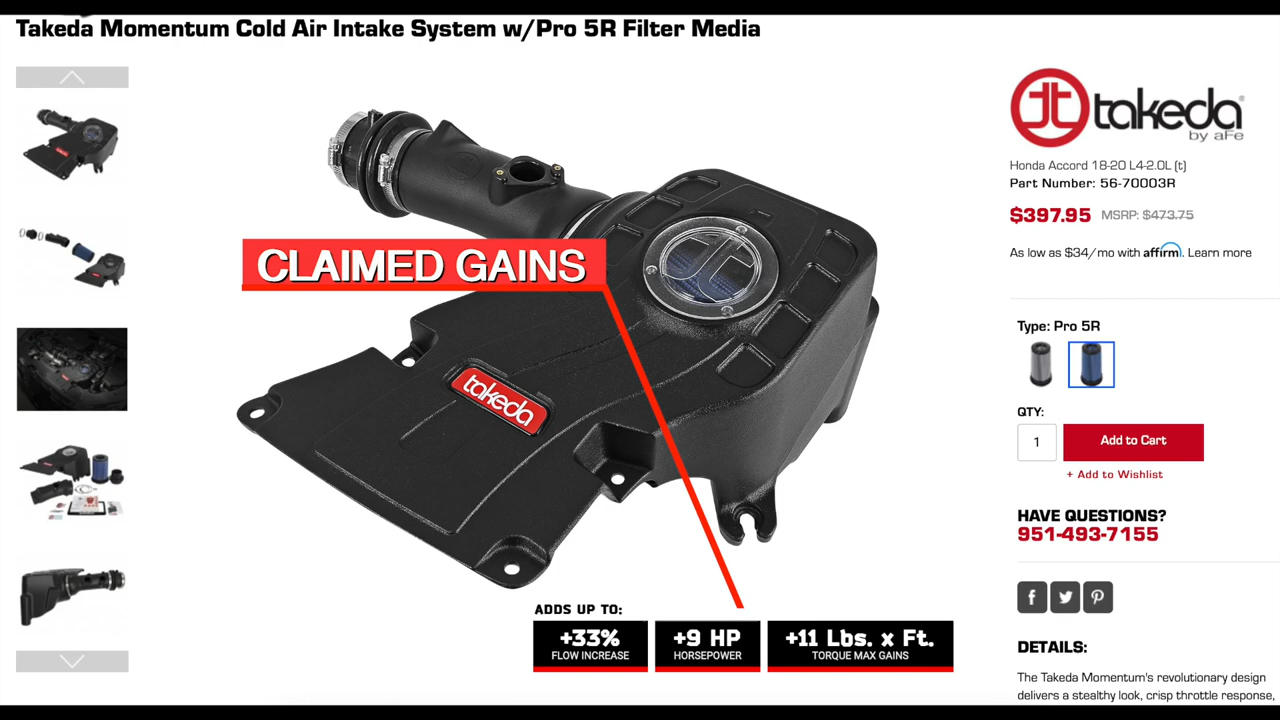 Takeda Momentum Cold Air Intake System w/Pro 5R Filter Media
takeda
by aFe
Honda Accord 18-20 L4-2.0L (t)
Part Number: 56-70003R
$397.95 MSRP: $473.75
As low as $34/mo with affirm. Learn more
CLAIMED GAINS
takeda
Type: Pro 5R
QTY:
1
Add to Cart
+ Add to Wishlist
HAVE QUESTIONS?
951-493-7155
ADDS UP TO:
+33%
FLOW INCREASE
+9 HP
HORSEPOWER
+11 Lbs. x Ft.
TORQUE MAX GAINS
DETAILS:
The Takeda Momentum's revolutionary design
delivers a stealthy look, crisp throttle response,